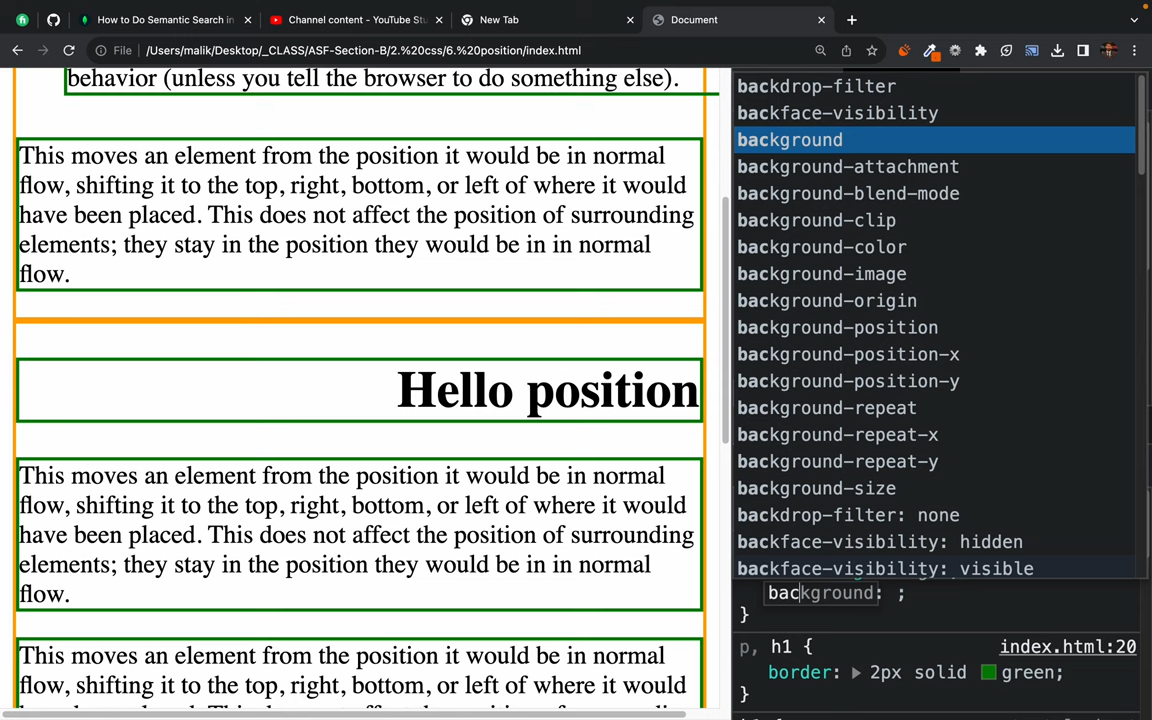 How to Do Semantic Search in
Channel content - YouTube Stu
New Tab
Document
File
/Users/malik/Desktop/_CLASS/ASF-Section-B/2.%20css/6.%20position/index.html
behavior (unless you tell the browser to do something else).
This moves an element from the position it would be in normal
flow, shifting it to the top, right, bottom, or left of where it would
have been placed. This does not affect the position of surrounding
elements; they stay in the position they would be in in normal
flow.
Hello position
This moves an element from the position it would be in normal
flow, shifting it to the top, right, bottom, or left of where it would
have been placed. This does not affect the position of surrounding
elements; they stay in the position they would be in in normal
flow.
This moves an element from the position it would be in normal
flow, shifting it to the top, right, bottom, or left of where it would
backdrop-filter
backface-visibility
background
background-attachment
background-blend-mode
background-clip
background-color
background-image
background-origin
background-position
background-position-x
background-position-y
background-repeat
background-repeat-x
background-repeat-y
background-size
backdrop-filter: none
backface-visibility: hidden
backface-visibility: visible
background: ;
}
p, h1 {
index.html:20
border: 2px solid green;
}